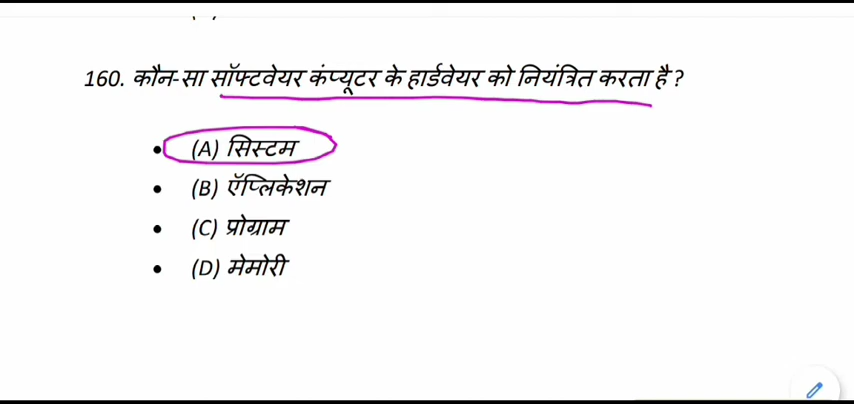 160. कौन-सा सॉफ्टवेयर कंप्यूटर के हार्डवेयर को नियंत्रित करता है?
(A) सिस्टम
(B) ऍप्लिकेशन
(C) प्रोग्राम
(D) मेमोरी